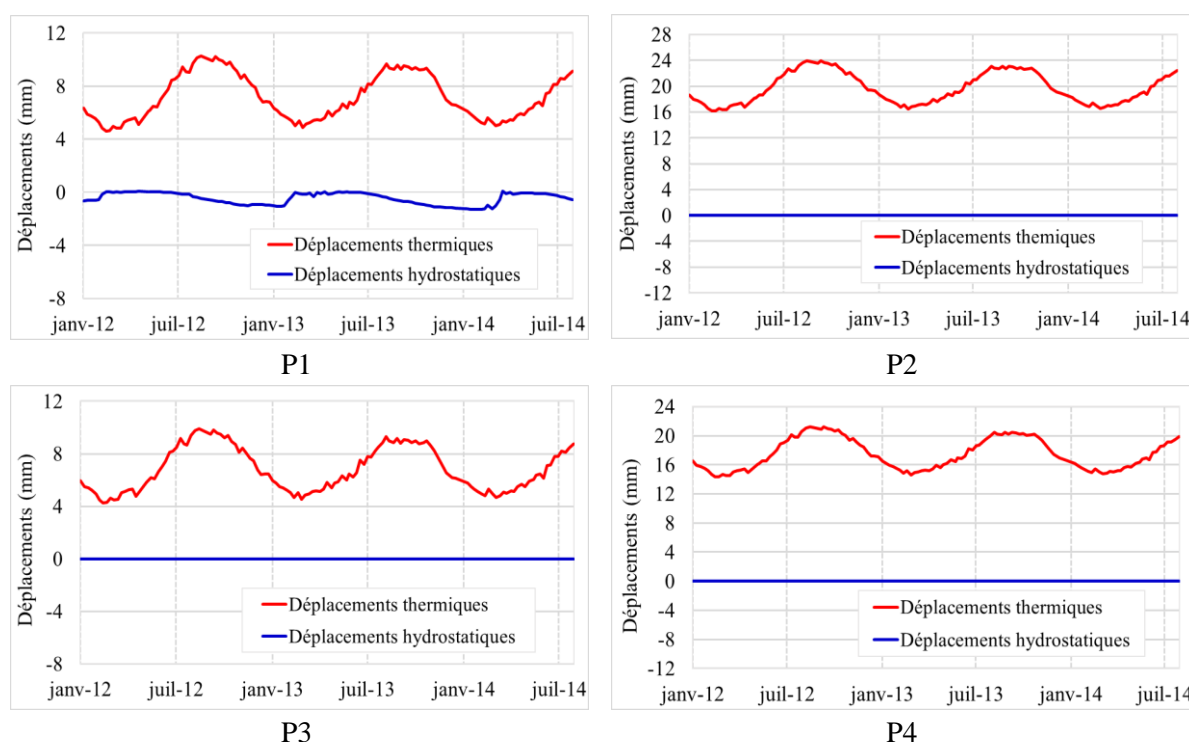 12
8
4
0
-4
-8
Déplacements (mm)
Déplacements thermiques
Déplacements hydrostatiques
janv-12 juil-12 janv-13 juil-13 janv-14 juil-14
P1
28
24
20
16
12
8
4
0
-4
-8
-12
Déplacements (mm)
Déplacements themiques
Déplacements hydrostatiques
janv-12 juil-12 janv-13 juil-13 janv-14 juil-14
P2
12
8
4
0
-4
-8
Déplacements (mm)
Déplacements thermiques
Déplacements hydrostatiques
janv-12 juil-12 janv-13 juil-13 janv-14 juil-14
P3
24
20
16
12
8
4
0
-4
-8
-12
Déplacements (mm)
Déplacements thermiques
Déplacements hydrostatiques
janv-12 juil-12 janv-13 juil-13 janv-14 juil-14
P4